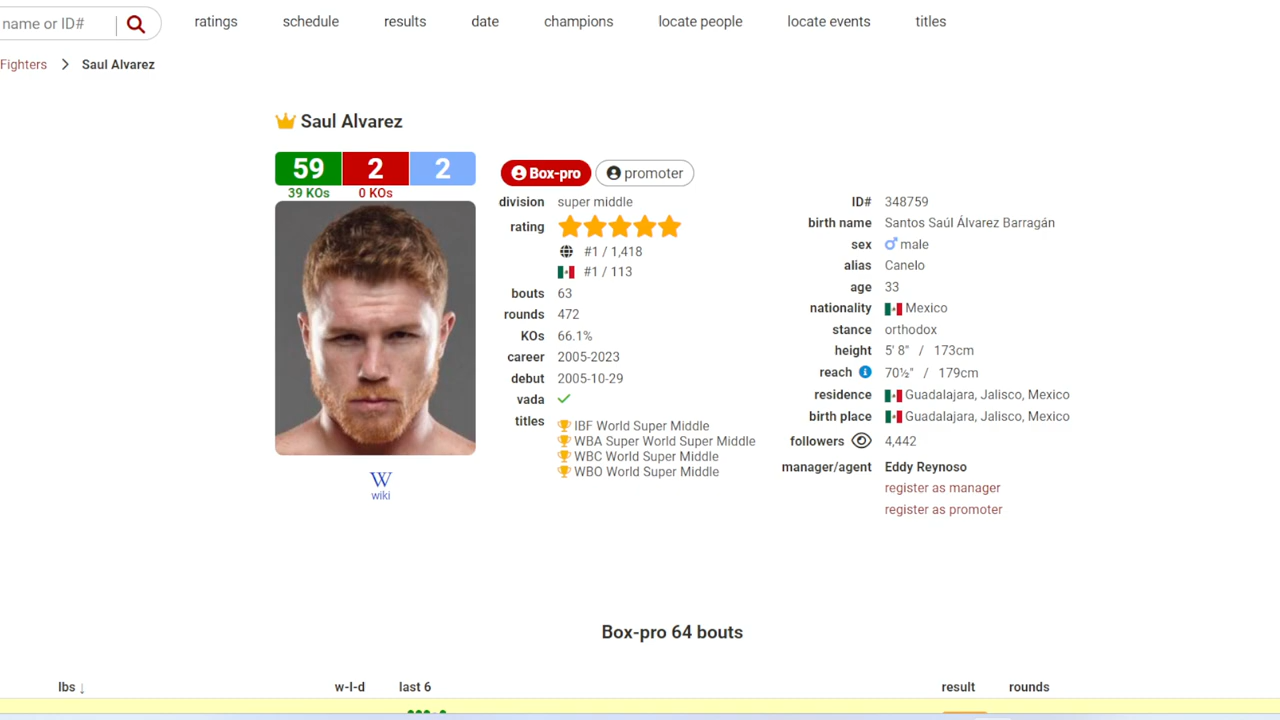 name or ID#
ratings schedule results date champions locate people locate events titles
Fighters > Saul Alvarez
Saul Alvarez
59 2 2
39 KOs 0 KOs
Box-pro promoter
division super middle
rating
#1 / 1,418
#1 / 113
bouts 63
rounds 472
KOs 66.1%
career 2005-2023
debut 2005-10-29
vada
titles
IBF World Super Middle
WBA Super World Super Middle
WBC World Super Middle
WBO World Super Middle
ID# 348759
birth name Santos Saúl Álvarez Barragán
sex male
alias Canelo
age 33
nationality Mexico
stance orthodox
height 5' 8" / 173cm
reach 70½" / 179cm
residence Guadalajara, Jalisco, Mexico
birth place Guadalajara, Jalisco, Mexico
followers 4,442
manager/agent Eddy Reynoso
register as manager
register as promoter
W
wiki
Box-pro 64 bouts
lbs ↓ w-l-d last 6 result rounds